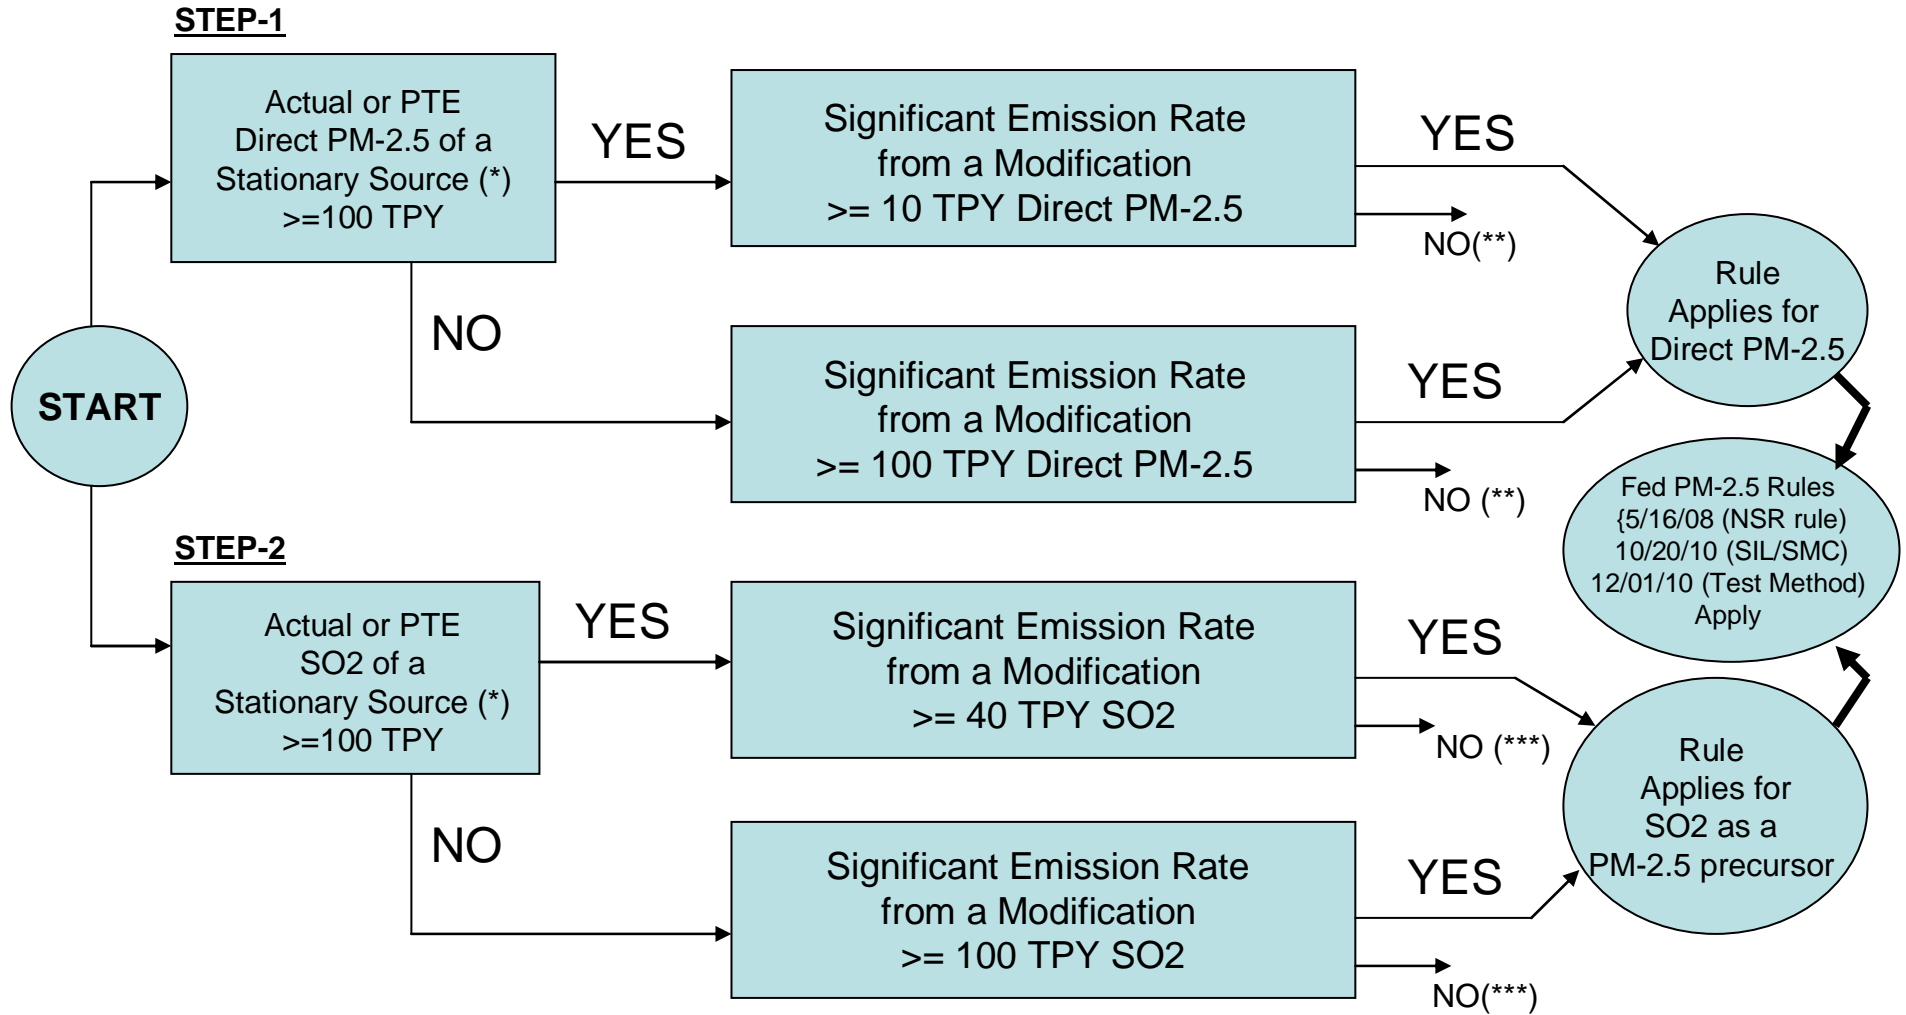 STEP-1
Actual or PTE
Direct PM-2.5 of a
Stationary Source (*)
>=100 TPY
YES
Significant Emission Rate
from a Modification
>= 10 TPY Direct PM-2.5
YES
NO(**)
Rule
Applies for
Direct PM-2.5
NO
Significant Emission Rate
from a Modification
>= 100 TPY Direct PM-2.5
YES
NO (**)
START
Fed PM-2.5 Rules
{5/16/08 (NSR rule)
10/20/10 (SIL/SMC)
12/01/10 (Test Method)
Apply
STEP-2
Actual or PTE
SO2 of a
Stationary Source (*)
>=100 TPY
YES
Significant Emission Rate
from a Modification
>= 40 TPY SO2
YES
NO (***)
Rule
Applies for
SO2 as a
PM-2.5 precursor
NO
Significant Emission Rate
from a Modification
>= 100 TPY SO2
YES
NO(***)